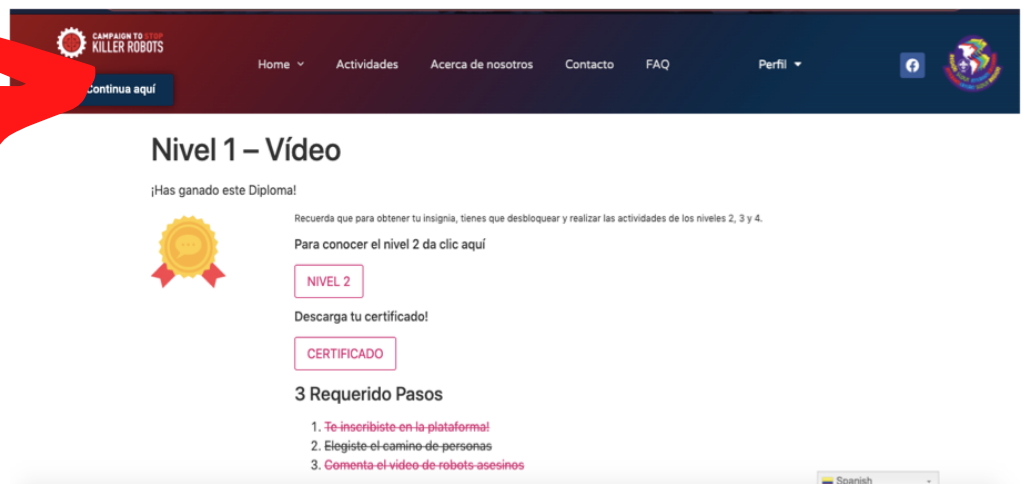 CAMPAIGN TO STOP
KILLER ROBOTS
Home Actividades Acerca de nosotros Contacto FAQ Perfil
Continua aquí
Nivel 1 – Vídeo
¡Has ganado este Diploma!
Recuerda que para obtener tu insignia, tienes que desbloquear y realizar las actividades de los niveles 2, 3 y 4.
Para conocer el nivel 2 da clic aquí
NIVEL 2
Descarga tu certificado!
CERTIFICADO
3 Requerido Pasos
1. Te inscribiste en la plataforma!
2. Elegiste el camino de personas
3. Comenta el video de robots asesinos
Spanish